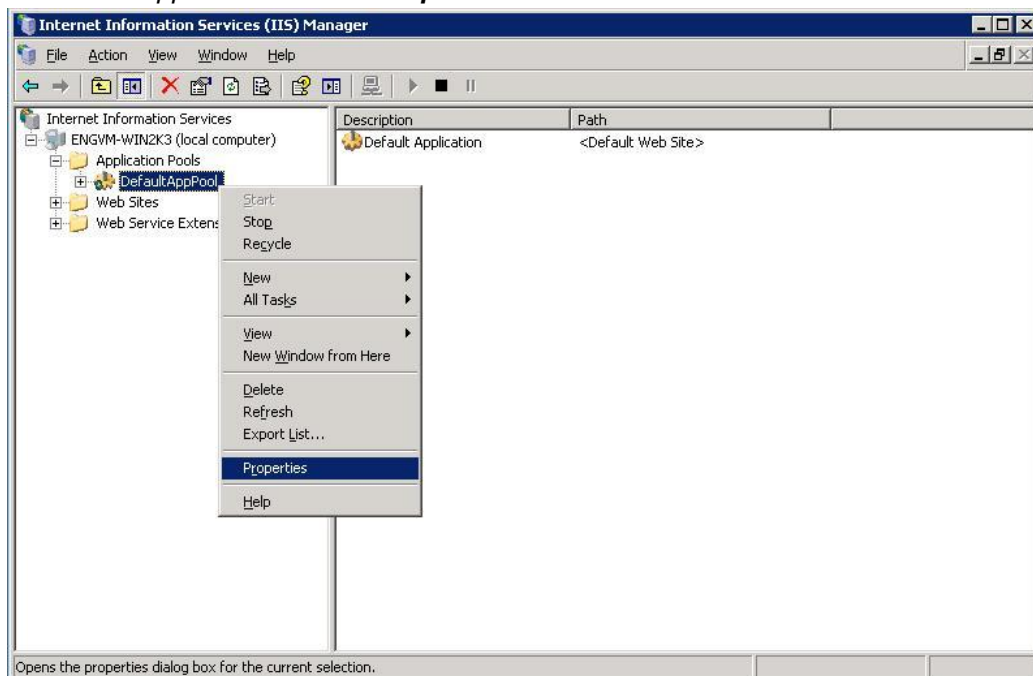 Internet Information Services (IIS) Manager
File Action View Window Help
Internet Information Services
ENGVM-WIN2K3 (local computer)
Application Pools
DefaultAppPool
Web Sites
Web Service Extens
Description Path
Default Application <Default Web Site>
Start
Stop
Recycle
New
All Tasks
View
New Window from Here
Delete
Refresh
Export List...
Properties
Help
Opens the properties dialog box for the current selection.